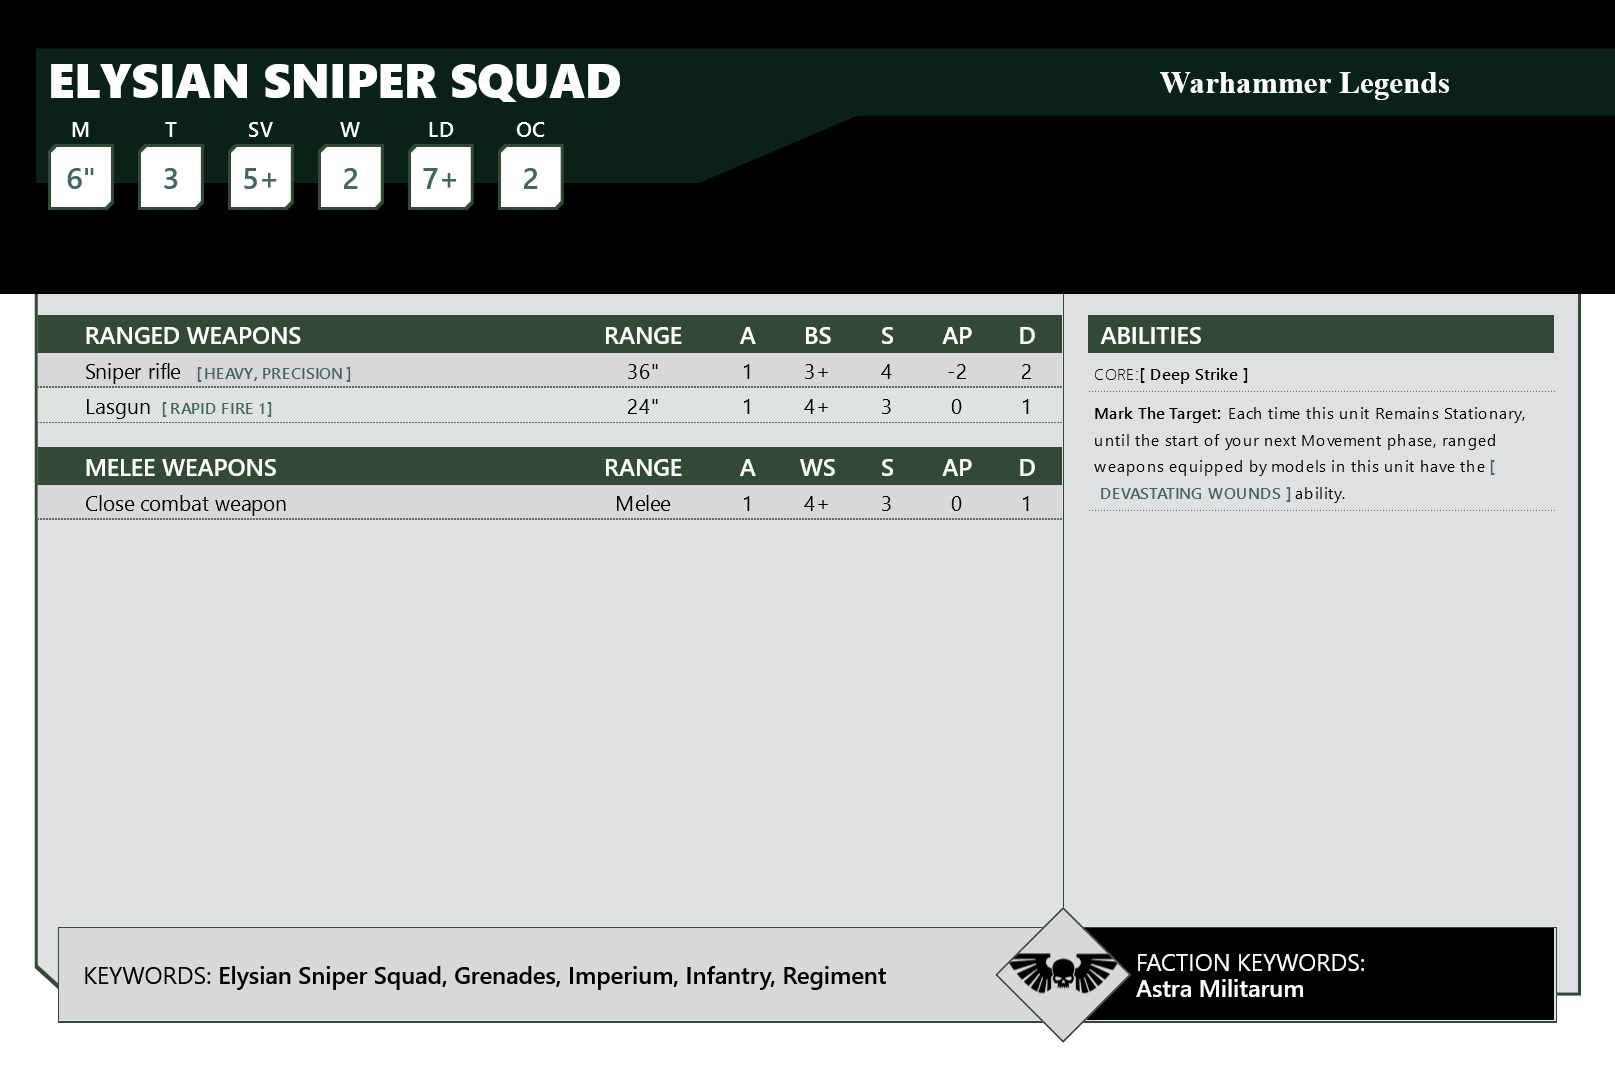 ELYSIAN SNIPER SQUAD
Warhammer Legends
M T SV W LD OC
6" 3 5+ 2 7+ 2
RANGED WEAPONS RANGE A BS S AP D
Sniper rifle [HEAVY, PRECISION] 36" 1 3+ 4 -2 2
Lasgun [RAPID FIRE 1] 24" 1 4+ 3 0 1
MELEE WEAPONS RANGE A WS S AP D
Close combat weapon Melee 1 4+ 3 0 1
ABILITIES
CORE:[ Deep Strike ]
Mark The Target: Each time this unit Remains Stationary,
until the start of your next Movement phase, ranged
weapons equipped by models in this unit have the [
DEVASTATING WOUNDS ] ability.
KEYWORDS: Elysian Sniper Squad, Grenades, Imperium, Infantry, Regiment
FACTION KEYWORDS:
Astra Militarum